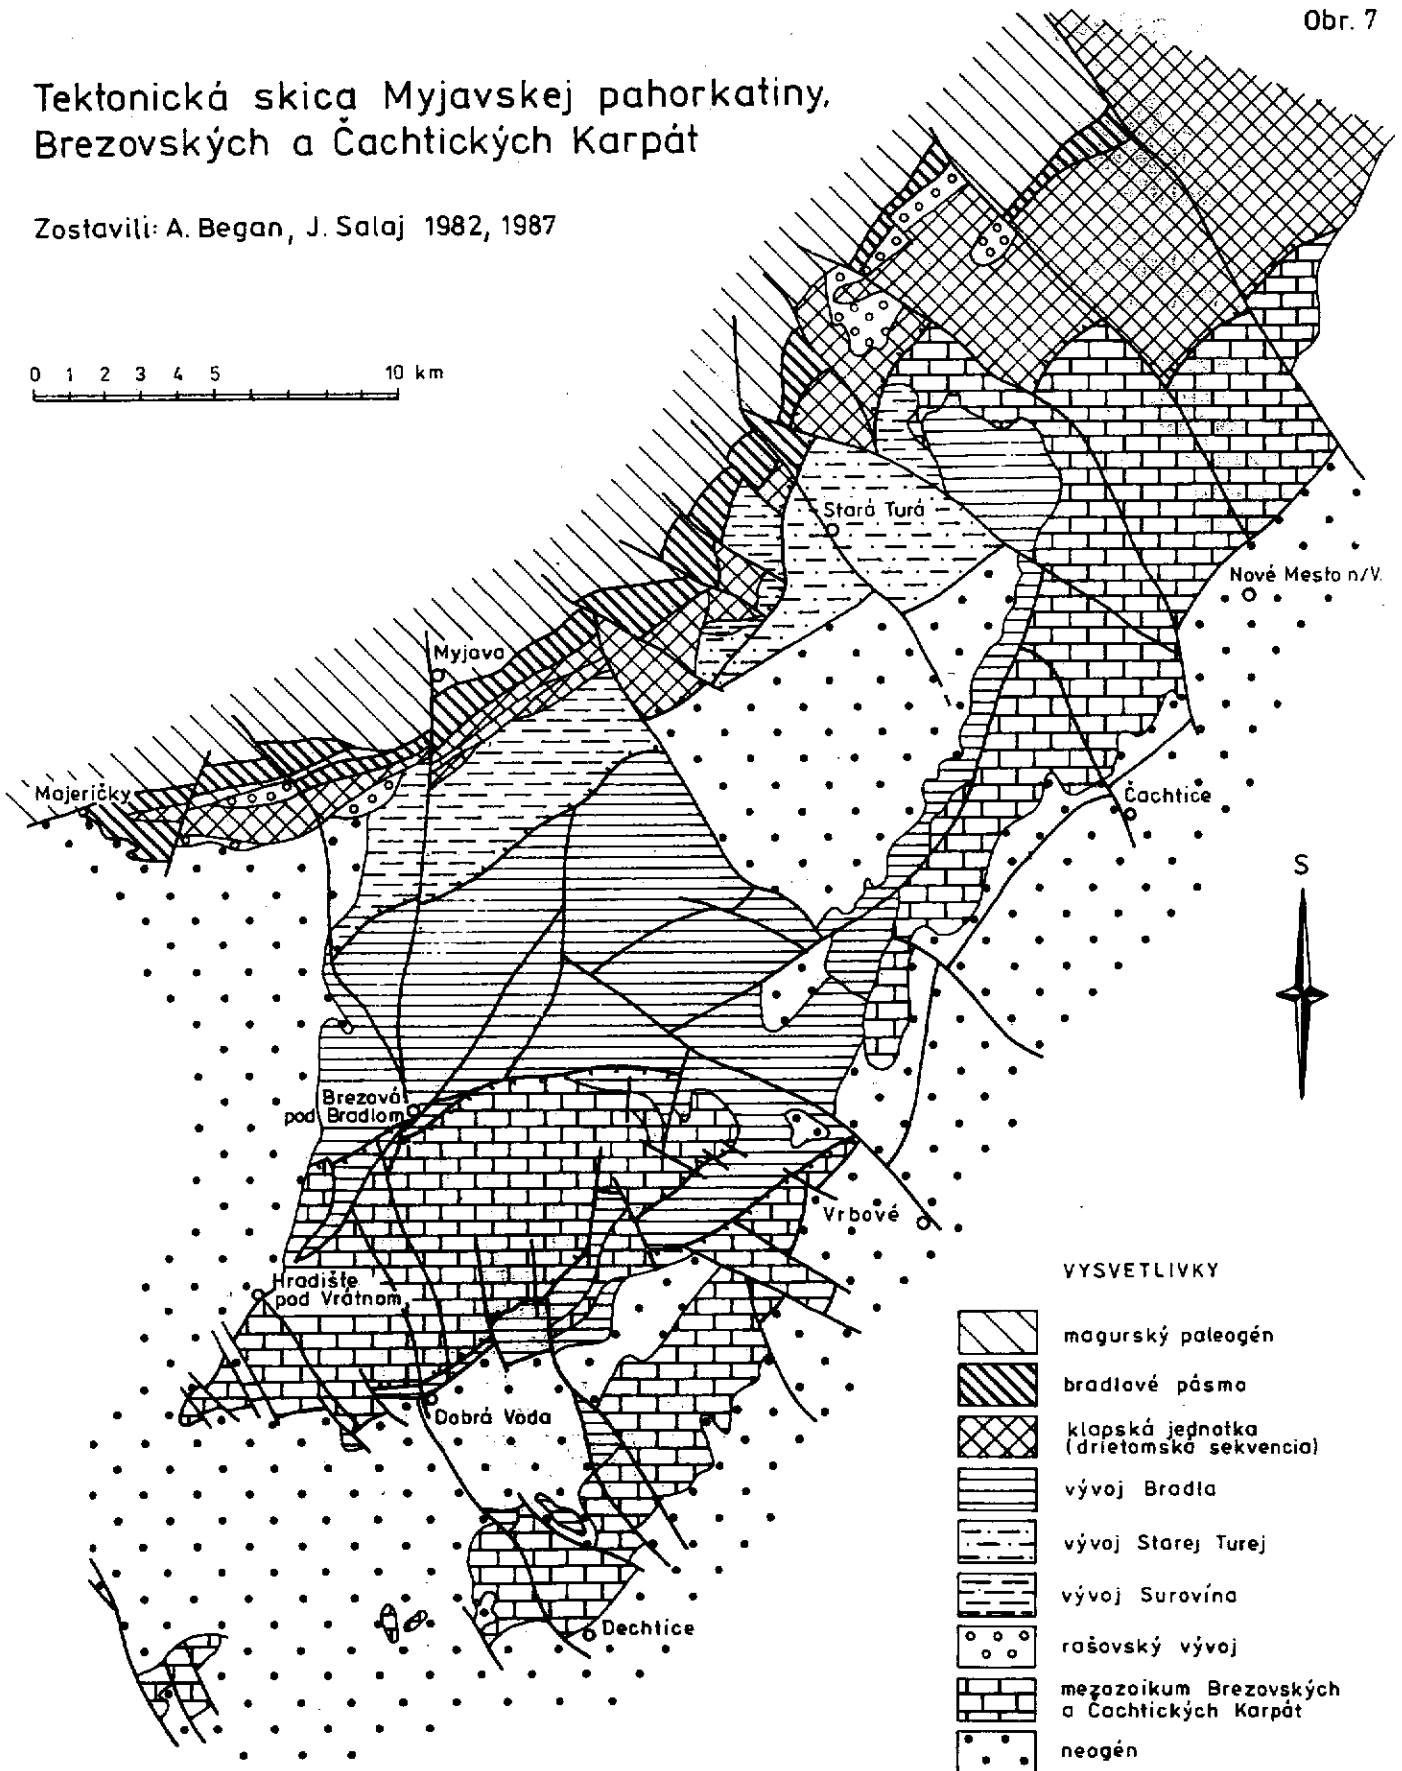 Obr. 7
Tektonická skica Myjavskej pahorkatiny,
Brezovských a Čachtických Karpát
Zostavili: A. Began, J. Salaj 1982, 1987
0 1 2 3 4 5 10 km
Stará Turá
Nové Mesto n/V.
Myjava
Majeričky
Čachtice
S
Brezová
pod Bradlom
Vrbové
Hradište
pod Vrátnom
Dobrá Voda
Dechtice
VYSVETLIVKY
magurský paleogén
bradlové pásmo
klapská jednotka
(drietomská sekvencia)
vývoj Bradla
vývoj Starej Turej
vývoj Surovína
rašovský vývoj
mezozoikum Brezovských
a Čachtických Karpát
neogén